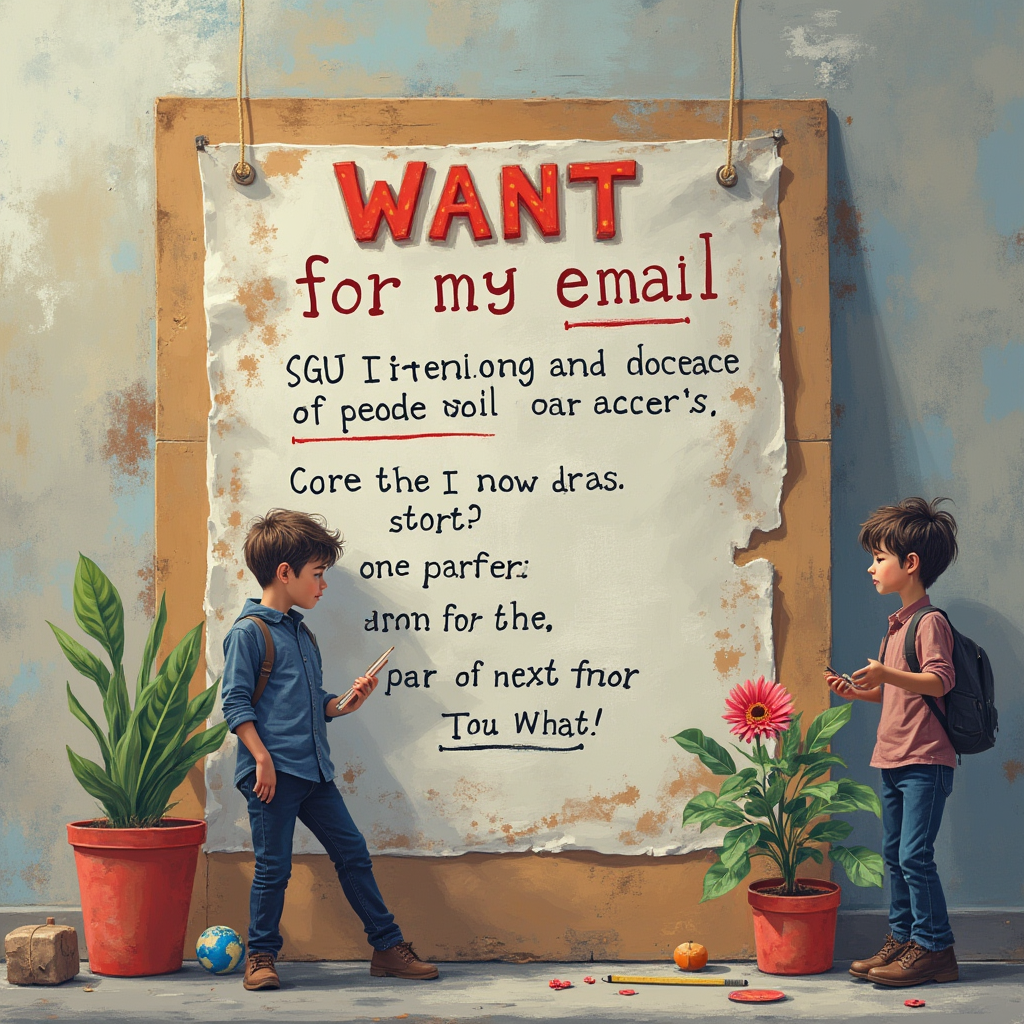 WANT
for my email
SGU I iteni.ong and doceace
of peode voil oar accer's.
Core the I now dras.
stort?
one parfer:
dron for the,
par of next fnor
Tou What!